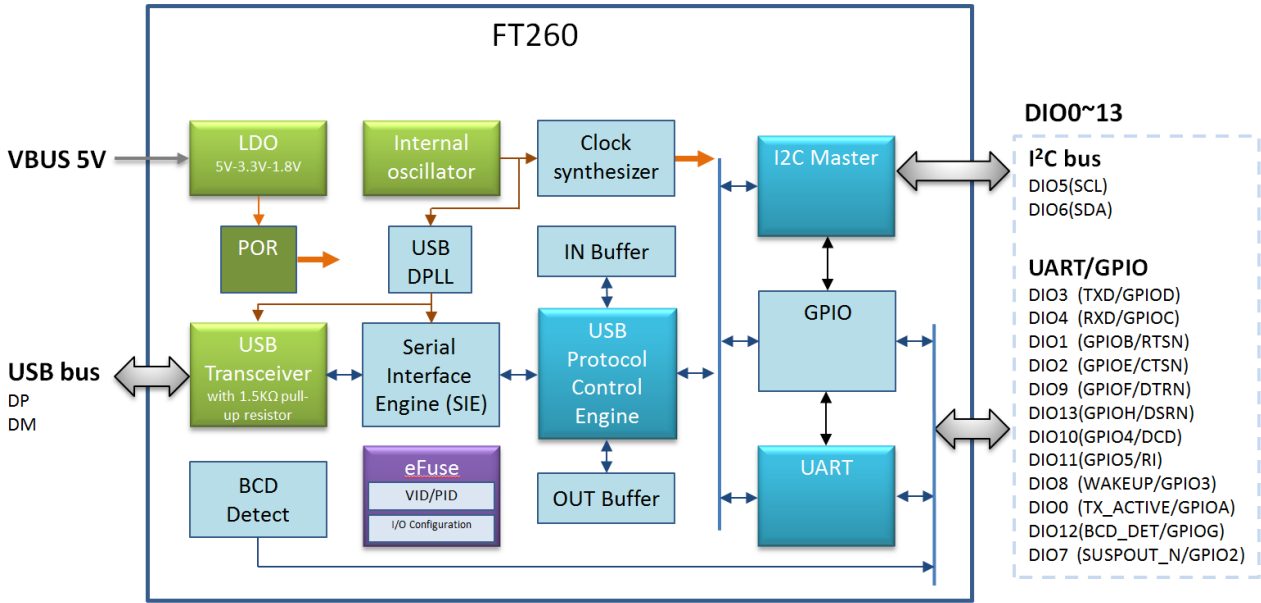 FT260
VBUS 5V
LDO
5V-3.3V-1.8V
Internal
oscillator
Clock
synthesizer
I2C Master
POR
USB
DPLL
IN Buffer
GPIO
USB bus
DP
DM
USB
Transceiver
with 1.5KΩ pull-
up resistor
Serial
Interface
Engine (SIE)
USB
Protocol
Control
Engine
eFuse
VID/PID
I/O Configuration
OUT Buffer
UART
BCD
Detect
DIO0~13
I²C bus
DIO5(SCL)
DIO6(SDA)
UART/GPIO
DIO3 (TXD/GPIOD)
DIO4 (RXD/GPIOC)
DIO1 (GPIOB/RTSN)
DIO2 (GPIOE/CTSN)
DIO9 (GPIOF/DTRN)
DIO13(GPIOH/DSRN)
DIO10(GPIO4/DCD)
DIO11(GPIO5/RI)
DIO8 (WAKEUP/GPIO3)
DIO0 (TX_ACTIVE/GPIOA)
DIO12(BCD_DET/GPIOG)
DIO7 (SUSPOUT_N/GPIO2)